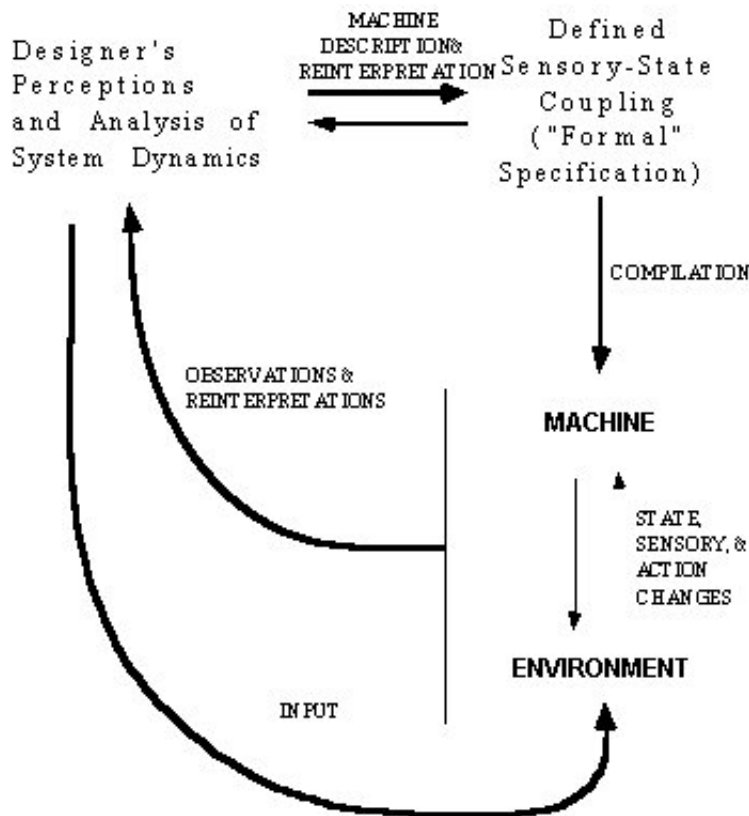 Designer's
Perceptions
and Analysis of
System Dynamics
MACHINE
DESCRIPTION&
REINTERPRETATION
Defined
Sensory-State
Coupling
("Formal"
Specification)
COMPILATION
OBSERVATIONS &
REINTERPRETATIONS
MACHINE
STATE,
SENSORY, &
ACTION
CHANGES
ENVIRONMENT
INPUT